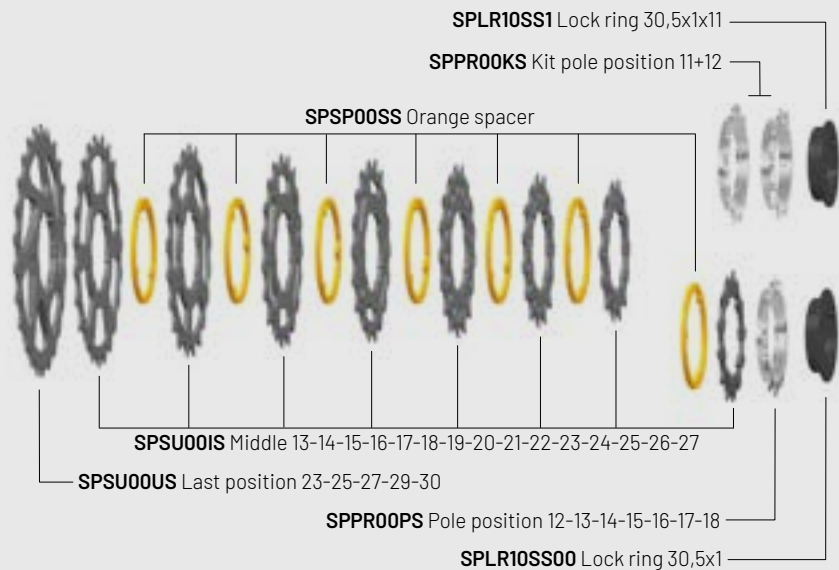 SPLR10SS1 Lock ring 30,5x1x11
SPPR00KS Kit pole position 11+12
SPSP00SS Orange spacer
SPSU00IS Middle 13-14-15-16-17-18-19-20-21-22-23-24-25-26-27
SPSU00US Last position 23-25-27-29-30
SPPR00PS Pole position 12-13-14-15-16-17-18
SPLR10SS00 Lock ring 30,5x1